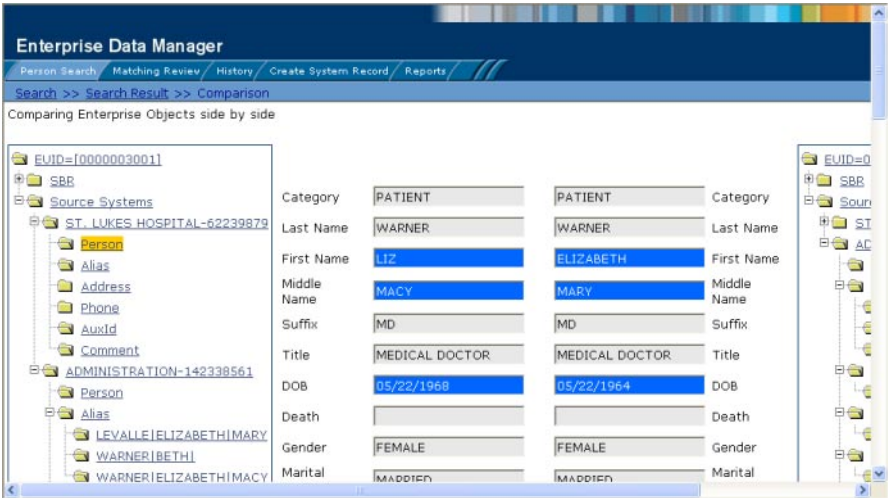 Enterprise Data Manager
Person Search Matching Review History Create System Record Reports
Search >> Search Result >> Comparison
Comparing Enterprise Objects side by side
EUID=[0000003001]
SBR
Source Systems
ST. LUKES HOSPITAL-62239879
Person
Alias
Address
Phone
AuxId
Comment
ADMINISTRATION-142338561
Person
Alias
LEVALLE|ELIZABETH|MARY
WARNER|BETH|
WARNER|ELIZABETH|MACY
Category PATIENT PATIENT Category
Last Name WARNER WARNER Last Name
First Name LIZ ELIZABETH First Name
Middle Name MACY MARY Middle Name
Suffix MD MD Suffix
Title MEDICAL DOCTOR MEDICAL DOCTOR Title
DOB 05/22/1968 05/22/1964 DOB
Death Death
Gender FEMALE FEMALE Gender
Marital MARRIED MARRIED Marital
EUID=0
SBR
Sour
ST
AD